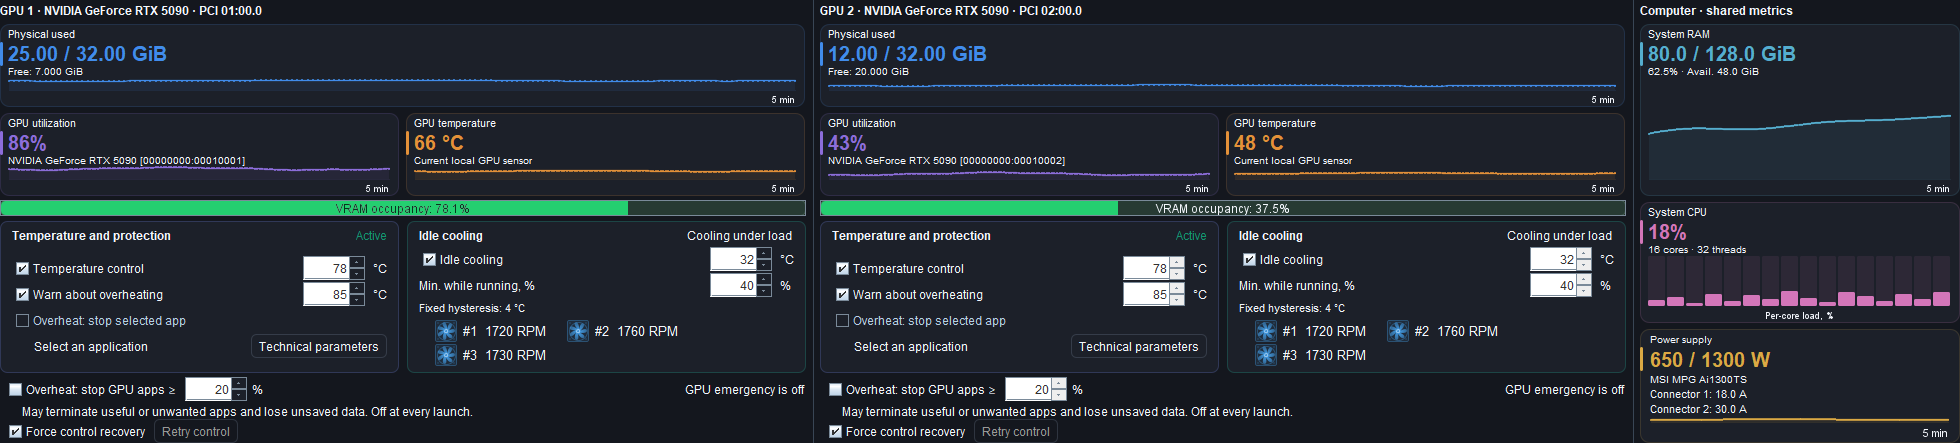 GPU 1 · NVIDIA GeForce RTX 5090 · PCI 01:00.0
Physical used
25.00 / 32.00 GiB
Free: 7.000 GiB
5 min
GPU utilization
86%
NVIDIA GeForce RTX 5090 [00000000:00010001]
5 min
GPU temperature
66 °C
Current local GPU sensor
5 min
VRAM occupancy: 78.1%
Temperature and protection Active
Temperature control 78 °C
Warn about overheating 85 °C
Overheat: stop selected app
Select an application Technical parameters
Idle cooling Cooling under load
Idle cooling 32 °C
Min. while running, % 40 %
Fixed hysteresis: 4 °C
#1 1720 RPM #2 1760 RPM
#3 1730 RPM
Overheat: stop GPU apps ≥ 20 % GPU emergency is off
May terminate useful or unwanted apps and lose unsaved data. Off at every launch.
Force control recovery Retry control
GPU 2 · NVIDIA GeForce RTX 5090 · PCI 02:00.0
Physical used
12.00 / 32.00 GiB
Free: 20.000 GiB
5 min
GPU utilization
43%
NVIDIA GeForce RTX 5090 [00000000:00010002]
5 min
GPU temperature
48 °C
Current local GPU sensor
5 min
VRAM occupancy: 37.5%
Temperature and protection Active
Temperature control 78 °C
Warn about overheating 85 °C
Overheat: stop selected app
Select an application Technical parameters
Idle cooling Cooling under load
Idle cooling 32 °C
Min. while running, % 40 %
Fixed hysteresis: 4 °C
#1 1720 RPM #2 1760 RPM
#3 1730 RPM
Overheat: stop GPU apps ≥ 20 % GPU emergency is off
May terminate useful or unwanted apps and lose unsaved data. Off at every launch.
Force control recovery Retry control
Computer · shared metrics
System RAM
80.0 / 128.0 GiB
62.5% · Avail. 48.0 GiB
5 min
System CPU
18%
16 cores · 32 threads
Per-core load, %
Power supply
650 / 1300 W
MSI MPG Ai1300TS
Connector 1: 18.0 A
Connector 2: 30.0 A
5 min